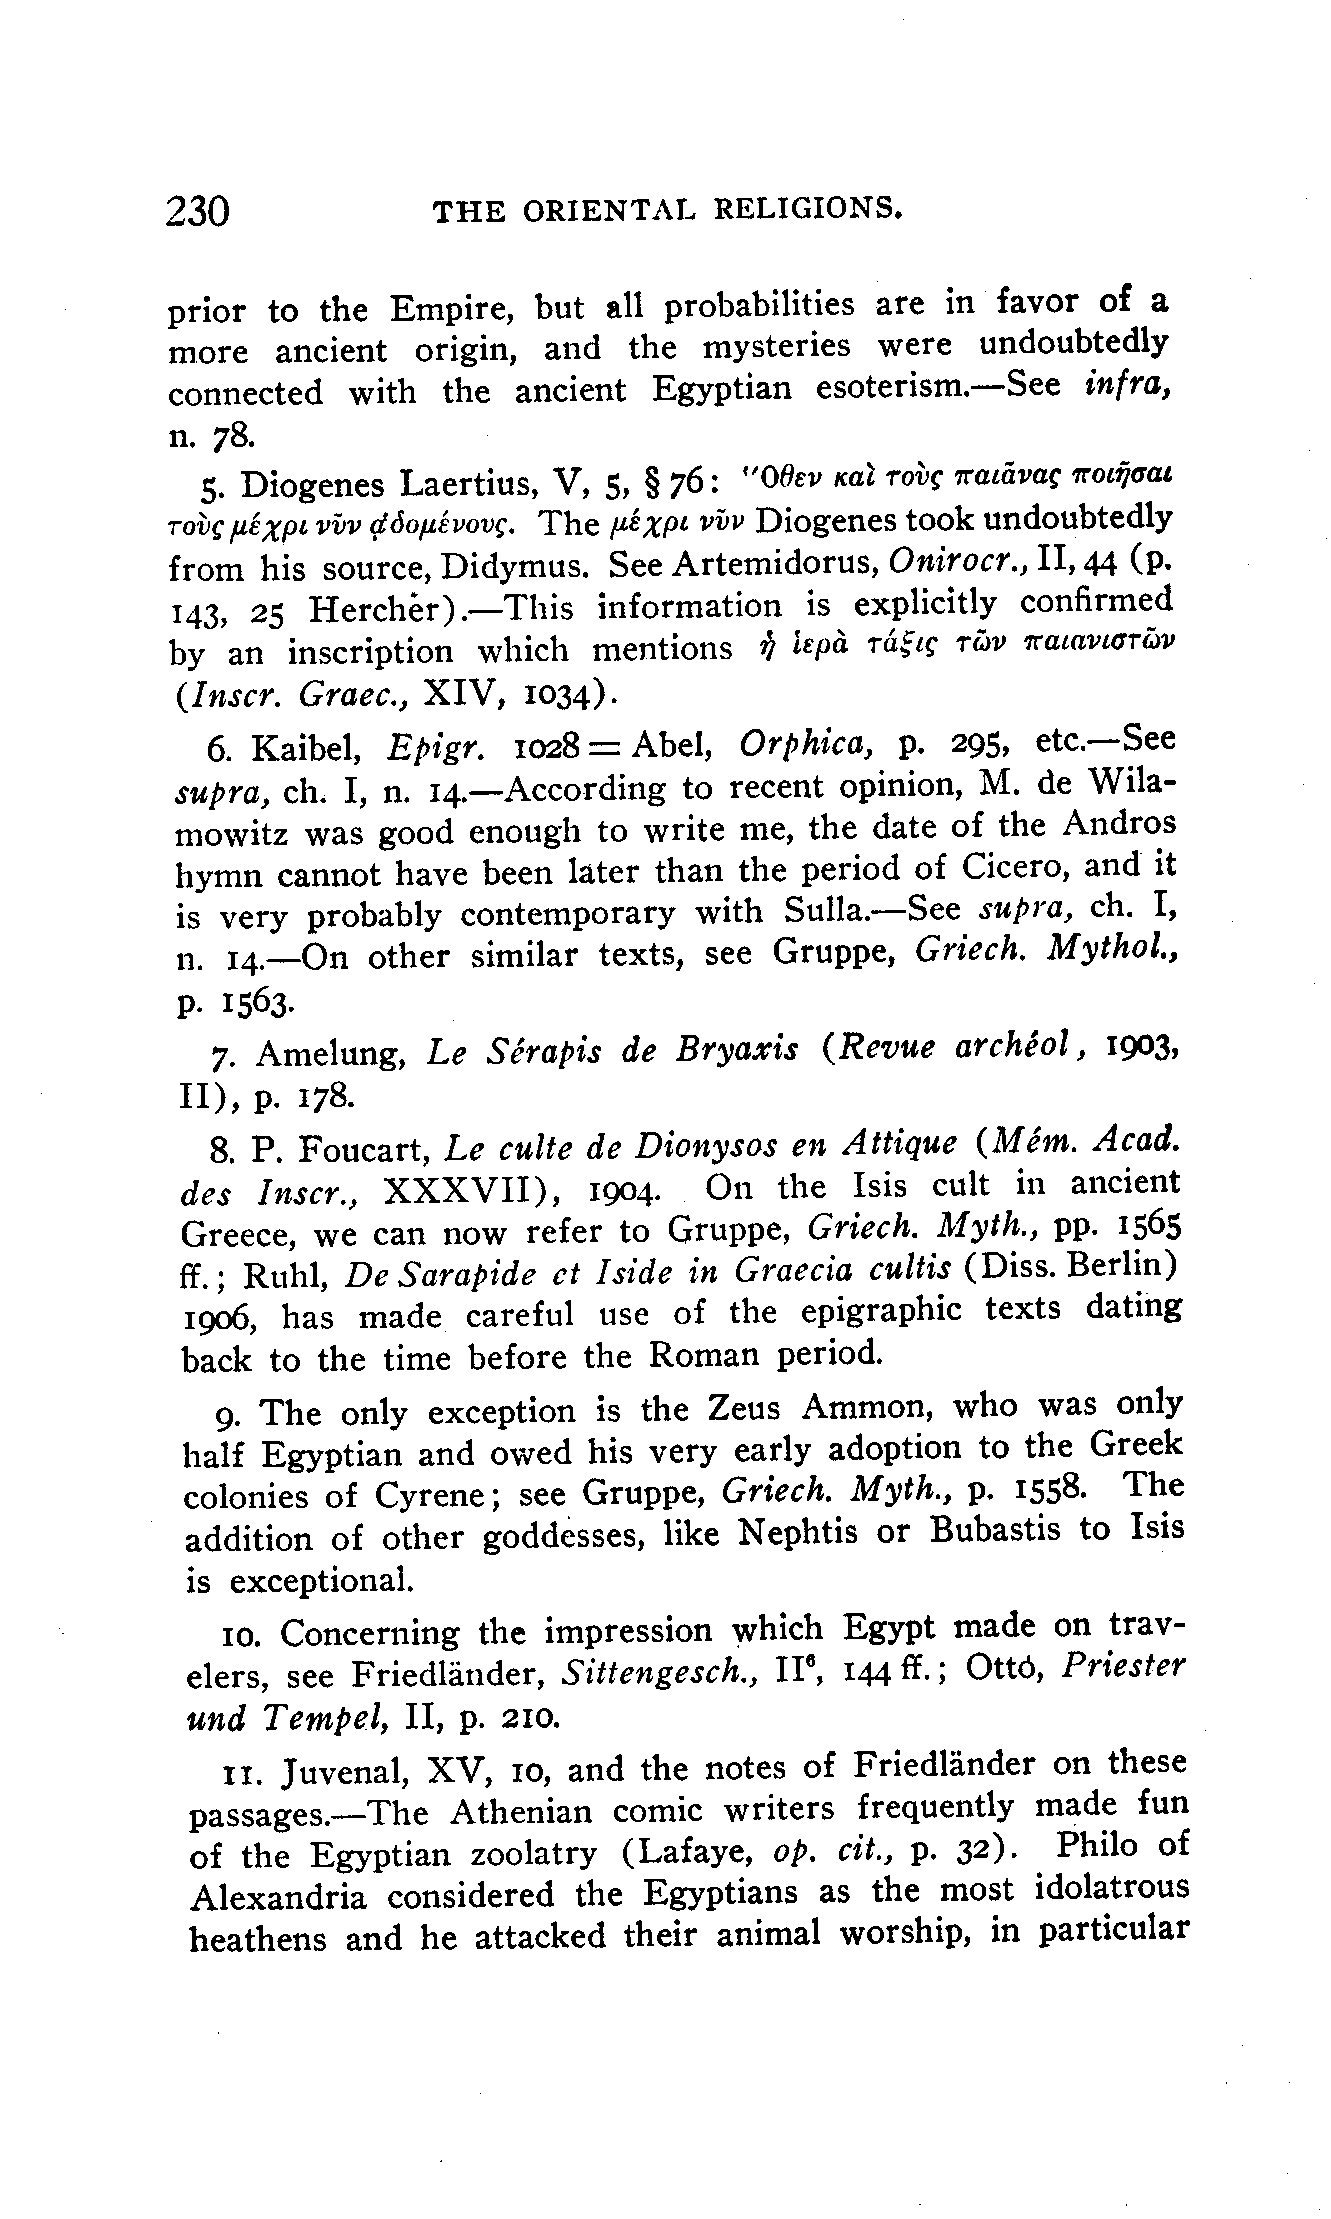 230 THE ORIENTAL RELIGIONS.
prior to the Empire, but all probabilities are in favor of a
more ancient origin, and the mysteries were undoubtedly
connected with the ancient Egyptian esoterism.—See infra,
n. 78.
5. Diogenes Laertius, V, 5, § 76: "Οθεν καὶ τοὺς παιᾶνας ποιῆσαι
τοὺς μέχρι νῦν ᾀδομένους. The μέχρι νῦν Diogenes took undoubtedly
from his source, Didymus. See Artemidorus, Onirocr., II, 44 (p.
143, 25 Herchèr).—This information is explicitly confirmed
by an inscription which mentions ἡ ἱερὰ τάξις τῶν παιανιστῶν
(Inscr. Graec., XIV, 1034).
6. Kaibel, Epigr. 1028 = Abel, Orphica, p. 295, etc.—See
supra, ch. I, n. 14.—According to recent opinion, M. de Wila-
mowitz was good enough to write me, the date of the Andros
hymn cannot have been later than the period of Cicero, and it
is very probably contemporary with Sulla.—See supra, ch. I,
n. 14.—On other similar texts, see Gruppe, Griech. Mythol.,
p. 1563.
7. Amelung, Le Sérapis de Bryaxis (Revue archéol, 1903,
II), p. 178.
8. P. Foucart, Le culte de Dionysos en Attique (Mém. Acad.
des Inscr., XXXVII), 1904. On the Isis cult in ancient
Greece, we can now refer to Gruppe, Griech. Myth., pp. 1565
ff.; Ruhl, De Sarapide et Iside in Graecia cultis (Diss. Berlin)
1906, has made careful use of the epigraphic texts dating
back to the time before the Roman period.
9. The only exception is the Zeus Ammon, who was only
half Egyptian and owed his very early adoption to the Greek
colonies of Cyrene; see Gruppe, Griech. Myth., p. 1558. The
addition of other goddesses, like Nephtis or Bubastis to Isis
is exceptional.
10. Concerning the impression which Egypt made on trav-
elers, see Friedländer, Sittengesch., II⁶, 144 ff.; Ottó, Priester
und Tempel, II, p. 210.
11. Juvenal, XV, 10, and the notes of Friedländer on these
passages.—The Athenian comic writers frequently made fun
of the Egyptian zoolatry (Lafaye, op. cit., p. 32). Philo of
Alexandria considered the Egyptians as the most idolatrous
heathens and he attacked their animal worship, in particular